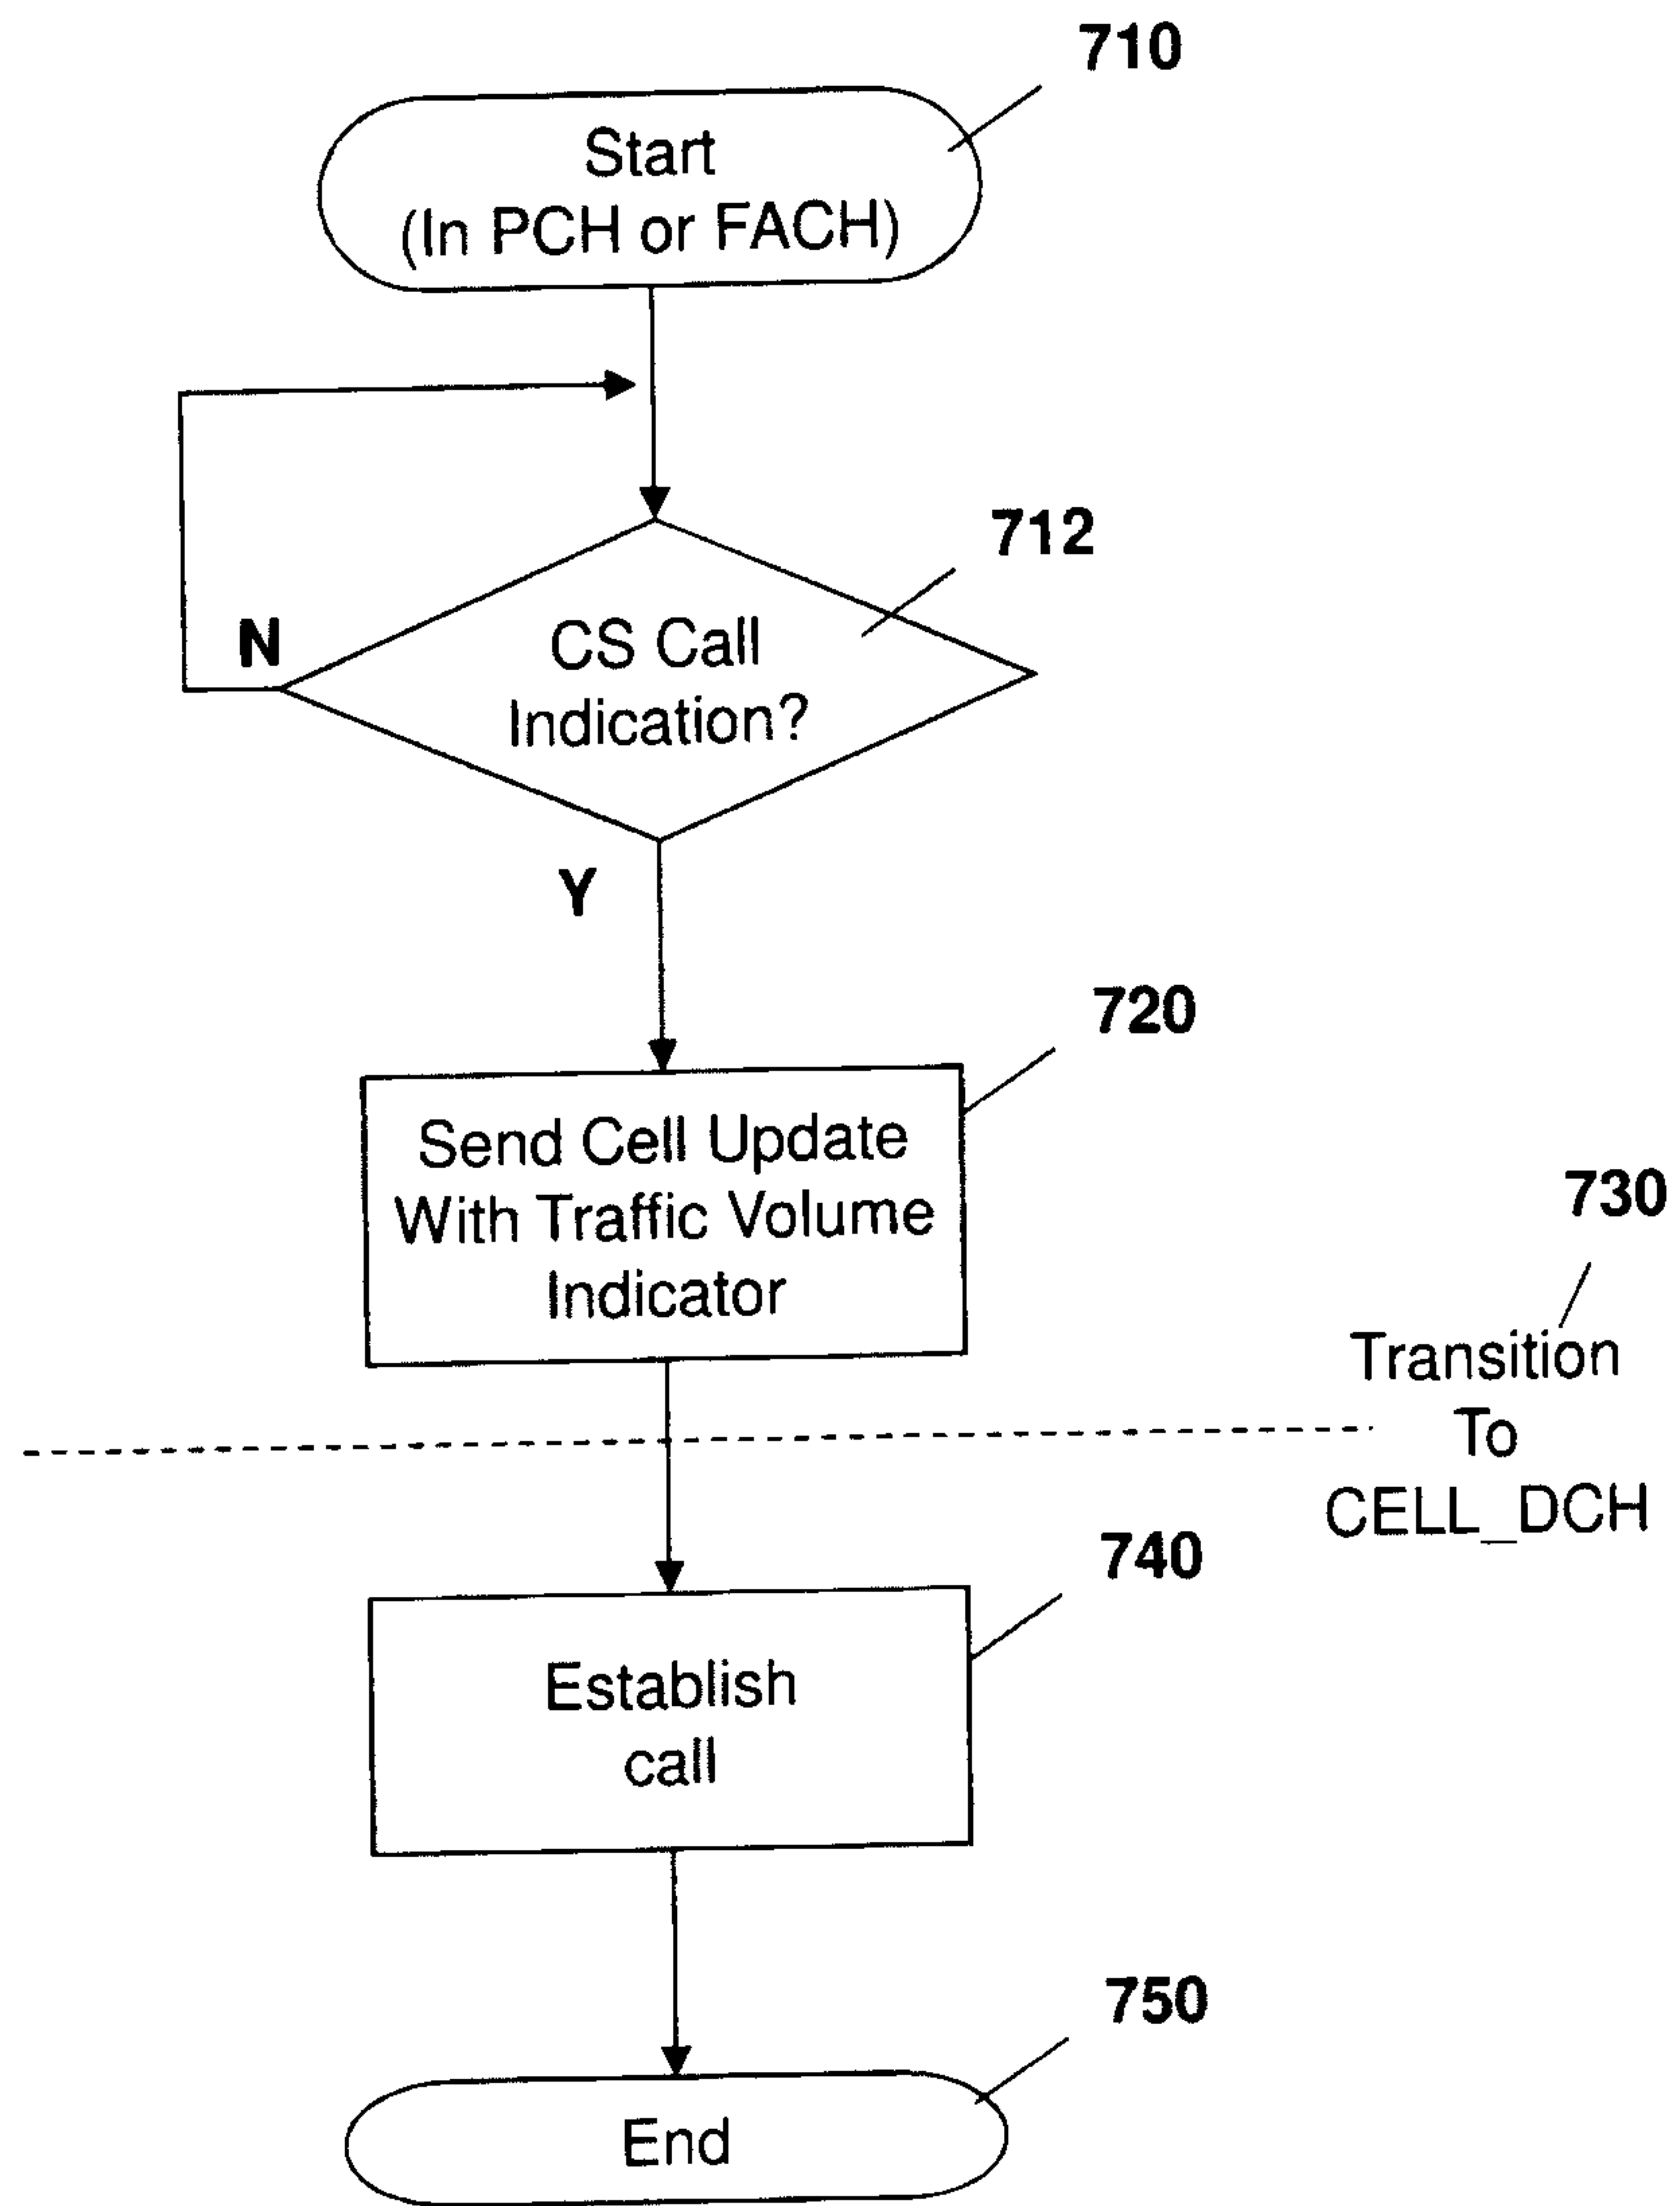 710
Start
(In PCH or FACH)
712
CS Call
Indication?
N
Y
720
Send Cell Update
With Traffic Volume
Indicator
730
Transition
To
CELL_DCH
740
Establish
call
750
End